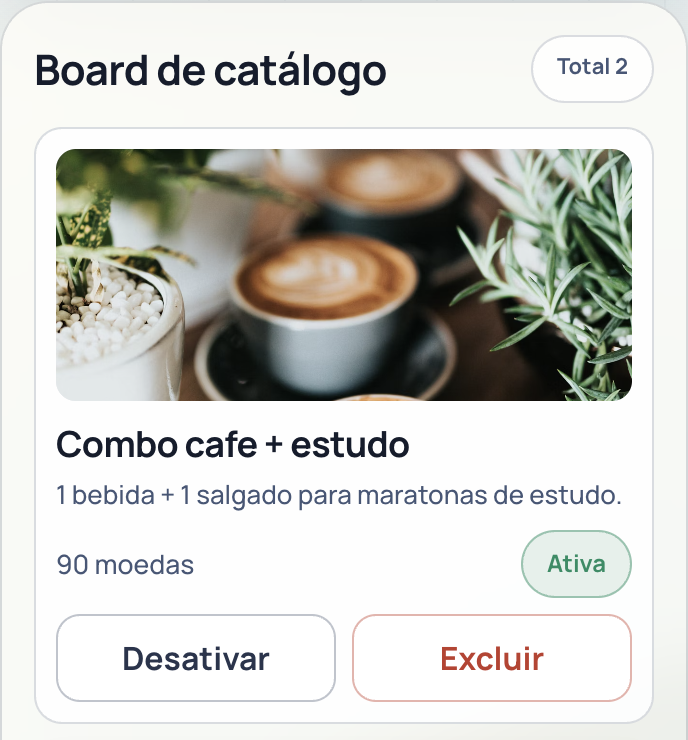 Board de catálogo
Total 2
Combo cafe + estudo
1 bebida + 1 salgado para maratonas de estudo.
90 moedas
Ativa
Desativar
Excluir